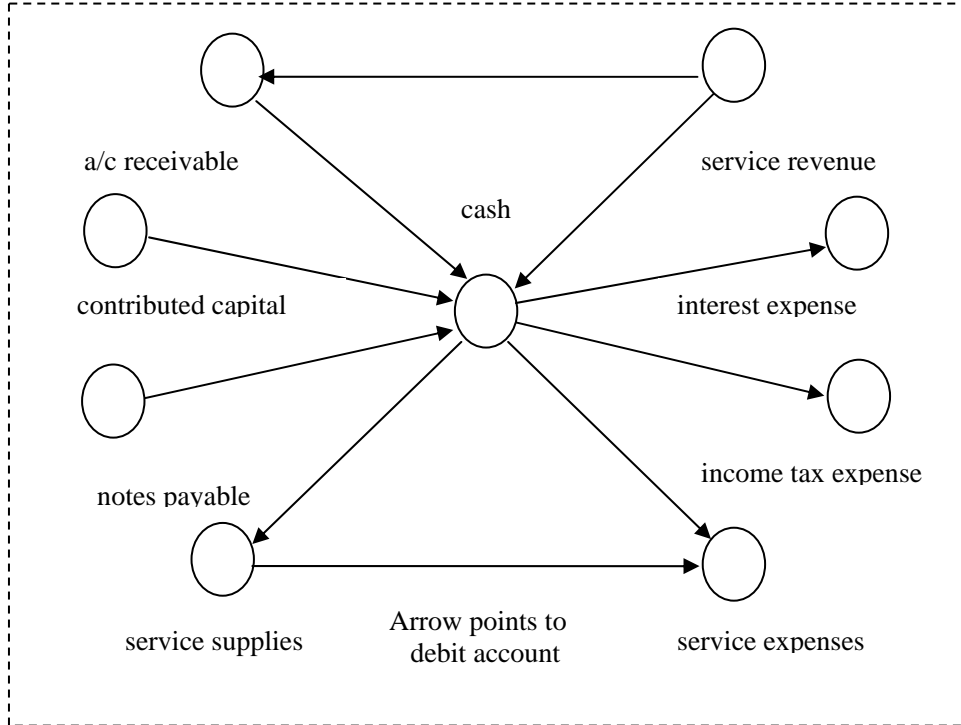 a/c receivable
service revenue
cash
contributed capital
interest expense
income tax expense
notes payable
Arrow points to
debit account
service supplies
service expenses